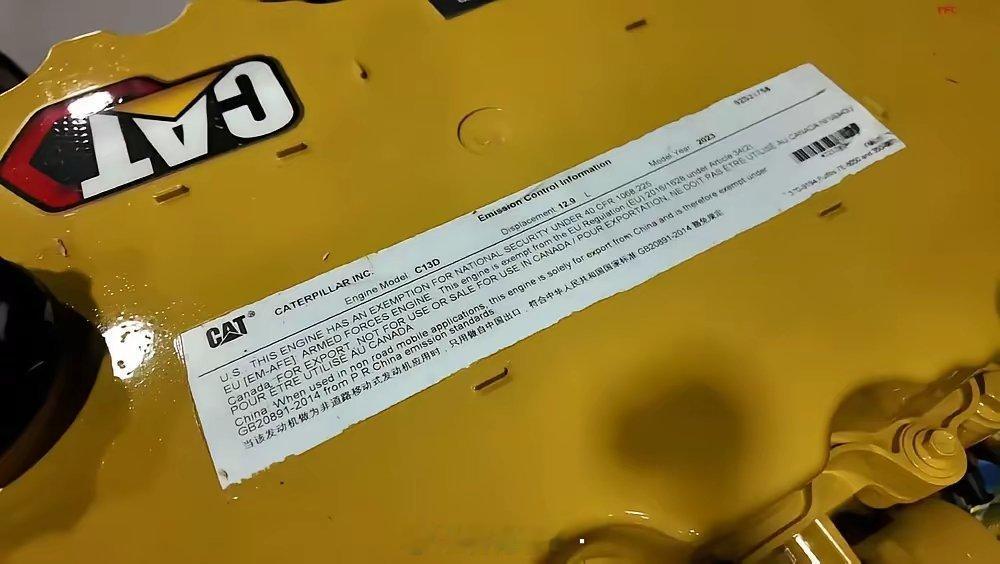 CAT
CAT®
CATERPILLAR INC.
Emission Control Information
Engine Model C13D
Displacement 12.9 L
Model Year 2023
U.S. THIS ENGINE HAS AN EXEMPTION FOR NATIONAL SECURITY UNDER 40 CFR 1068.225
EU [EM-AFE] ARMED FORCES ENGINE. This engine is exempt from the EU Regulation (EU) 2016/1628 under Article 34(2)
Canada: FOR EXPORT, NOT FOR USE OR SALE FOR USE IN CANADA / POUR EXPORTATION, NE DOIT PAS ÊTRE UTILISÉ AU CANADA
POUR ÊTRE UTILISÉ AU CANADA
China When used in non road mobile applications, this engine is solely for export from China and is therefore exempt under
GB20891-2014 from P R China emission standards
当该发动机做为非道路移动式发动机应用时，只用做自中国出口，符合中华人民共和国国家标准 GB20891-2014 豁免规定